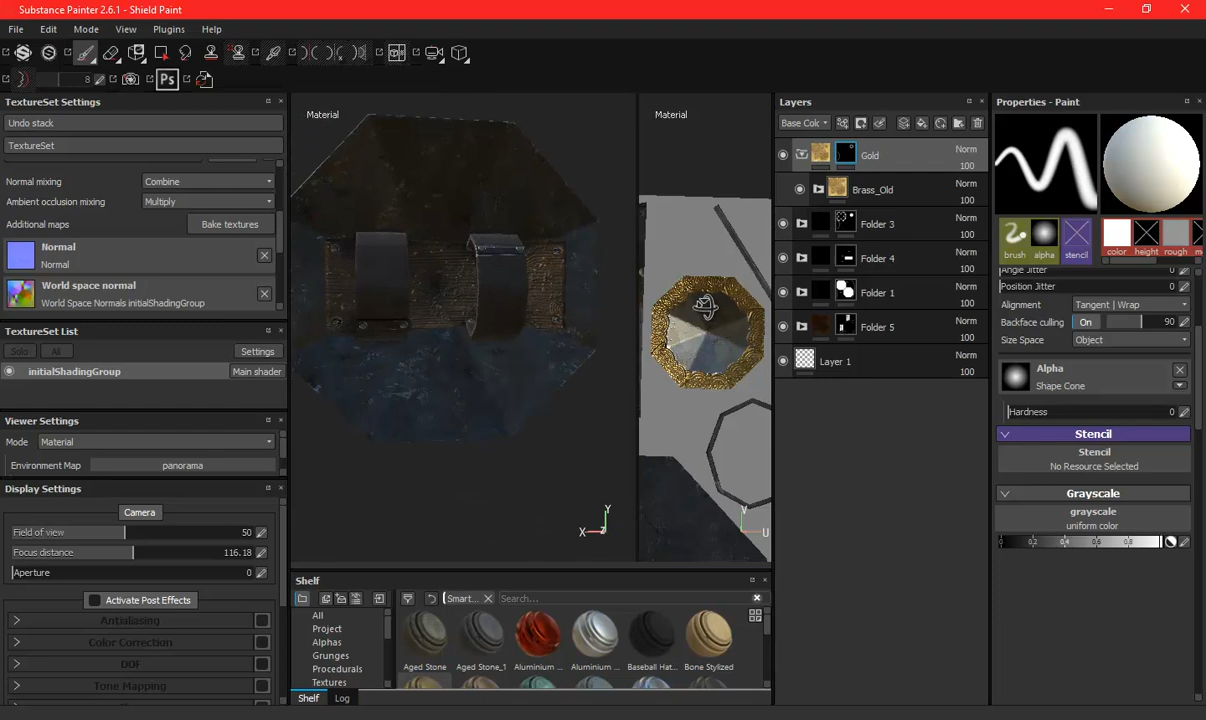 Substance Painter 2.6.1 - Shield Paint
File Edit Mode View Plugins Help
8 Ps
TextureSet Settings
Undo stack
TextureSet
Normal mixing Combine
Ambient occlusion mixing Multiply
Additional maps Bake textures
Normal
Normal
World space normals
World Space Normals initialShadingGroup
TextureSet List
Solo All Settings
initialShadingGroup Main shader
Viewer Settings
Mode Material
Environment Map panorama
Display Settings
Camera
Field of view 50
Focus distance 116.18
Aperture 0
Activate Post Effects
Antialiasing
Color Correction
DOF
Tone Mapping
Material
X Y Z
Material
V U
Shelf
Smart... Search...
All
Project
Alphas
Grunges
Procedurals
Textures
Aged Stone Aged Stone_1 Aluminium ... Aluminium ... Baseball Hat... Bone Stylized
Shelf Log
Layers
Base Col
Gold Norm 100
Brass_Old Norm 100
Folder 3 Norm 100
Folder 4 Norm 100
Folder 1 Norm 100
Folder 5 Norm 100
Layer 1 Norm 100
Properties - Paint
brush alpha stencil color height rough
Angle Jitter 0
Position Jitter 0
Alignment Tangent | Wrap
Backface culling On 90
Size Space Object
Alpha
Shape Cone
Hardness 0
Stencil
Stencil
No Resource Selected
Grayscale
grayscale
uniform color
0 0.2 0.4 0.6 0.8